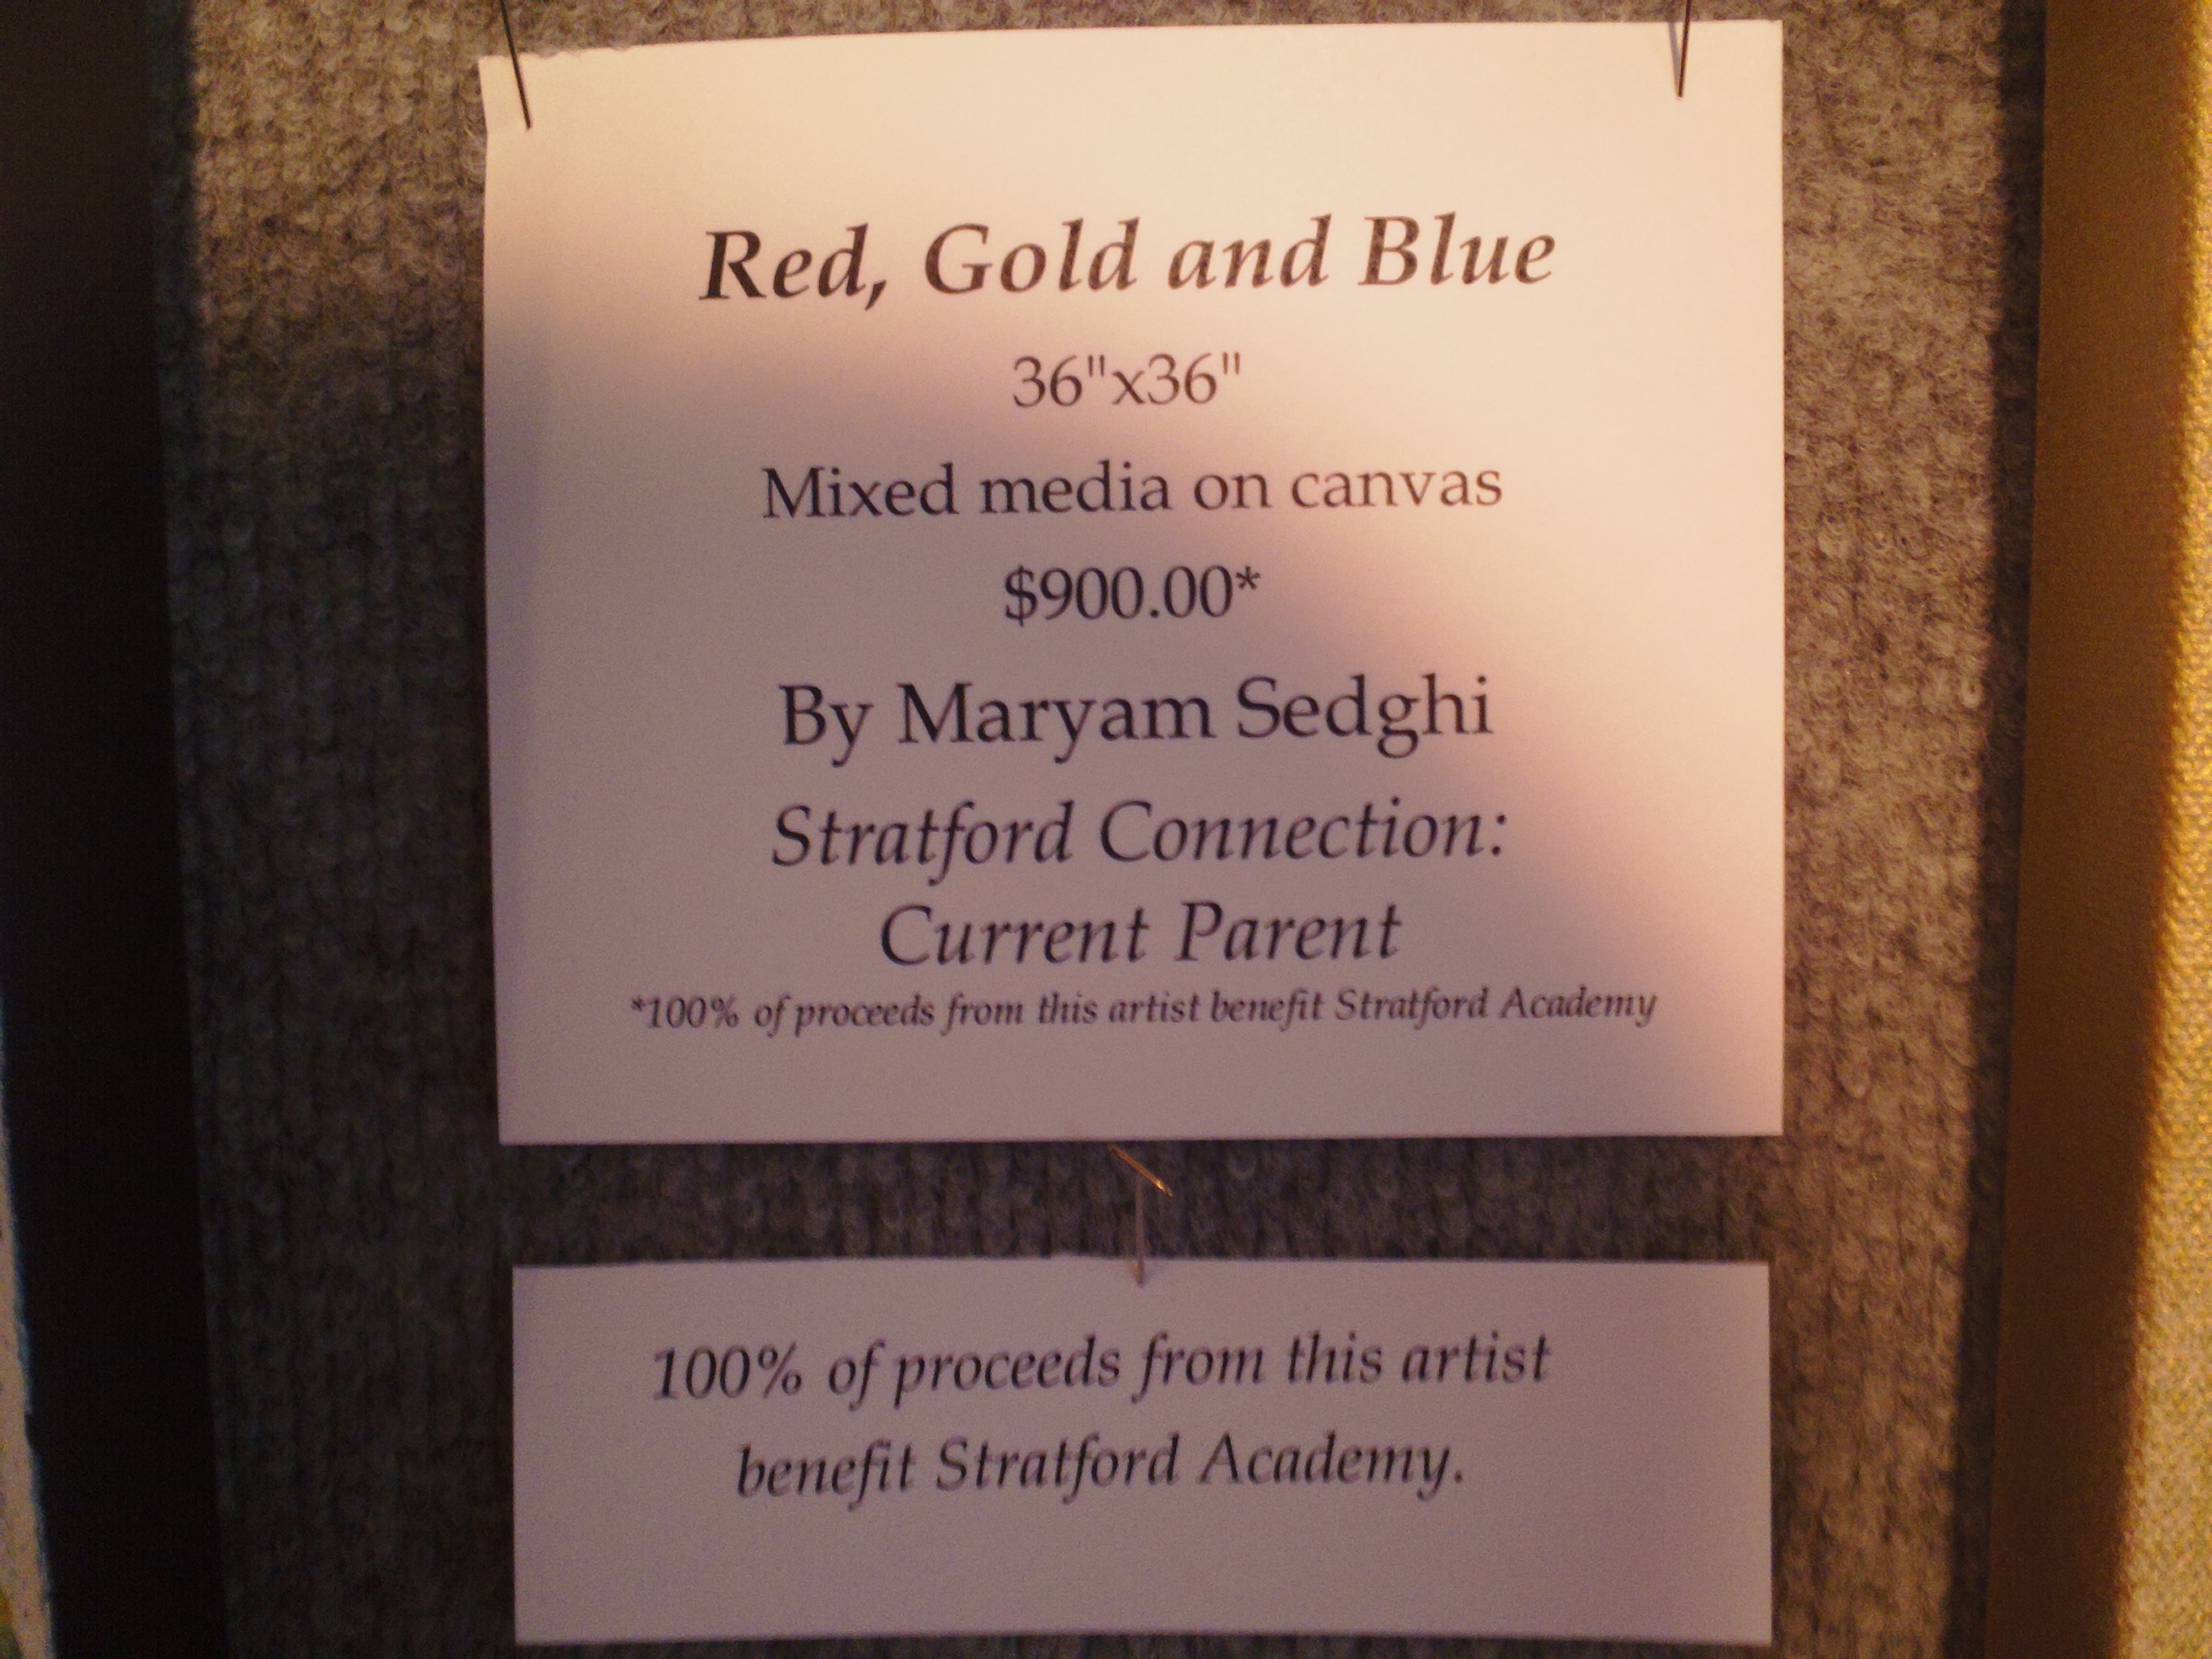 Red, Gold and Blue
36"x36"
Mixed media on canvas
$900.00*
By Maryam Sedghi
Stratford Connection:
Current Parent
*100% of proceeds from this artist benefit Stratford Academy
100% of proceeds from this artist
benefit Stratford Academy.